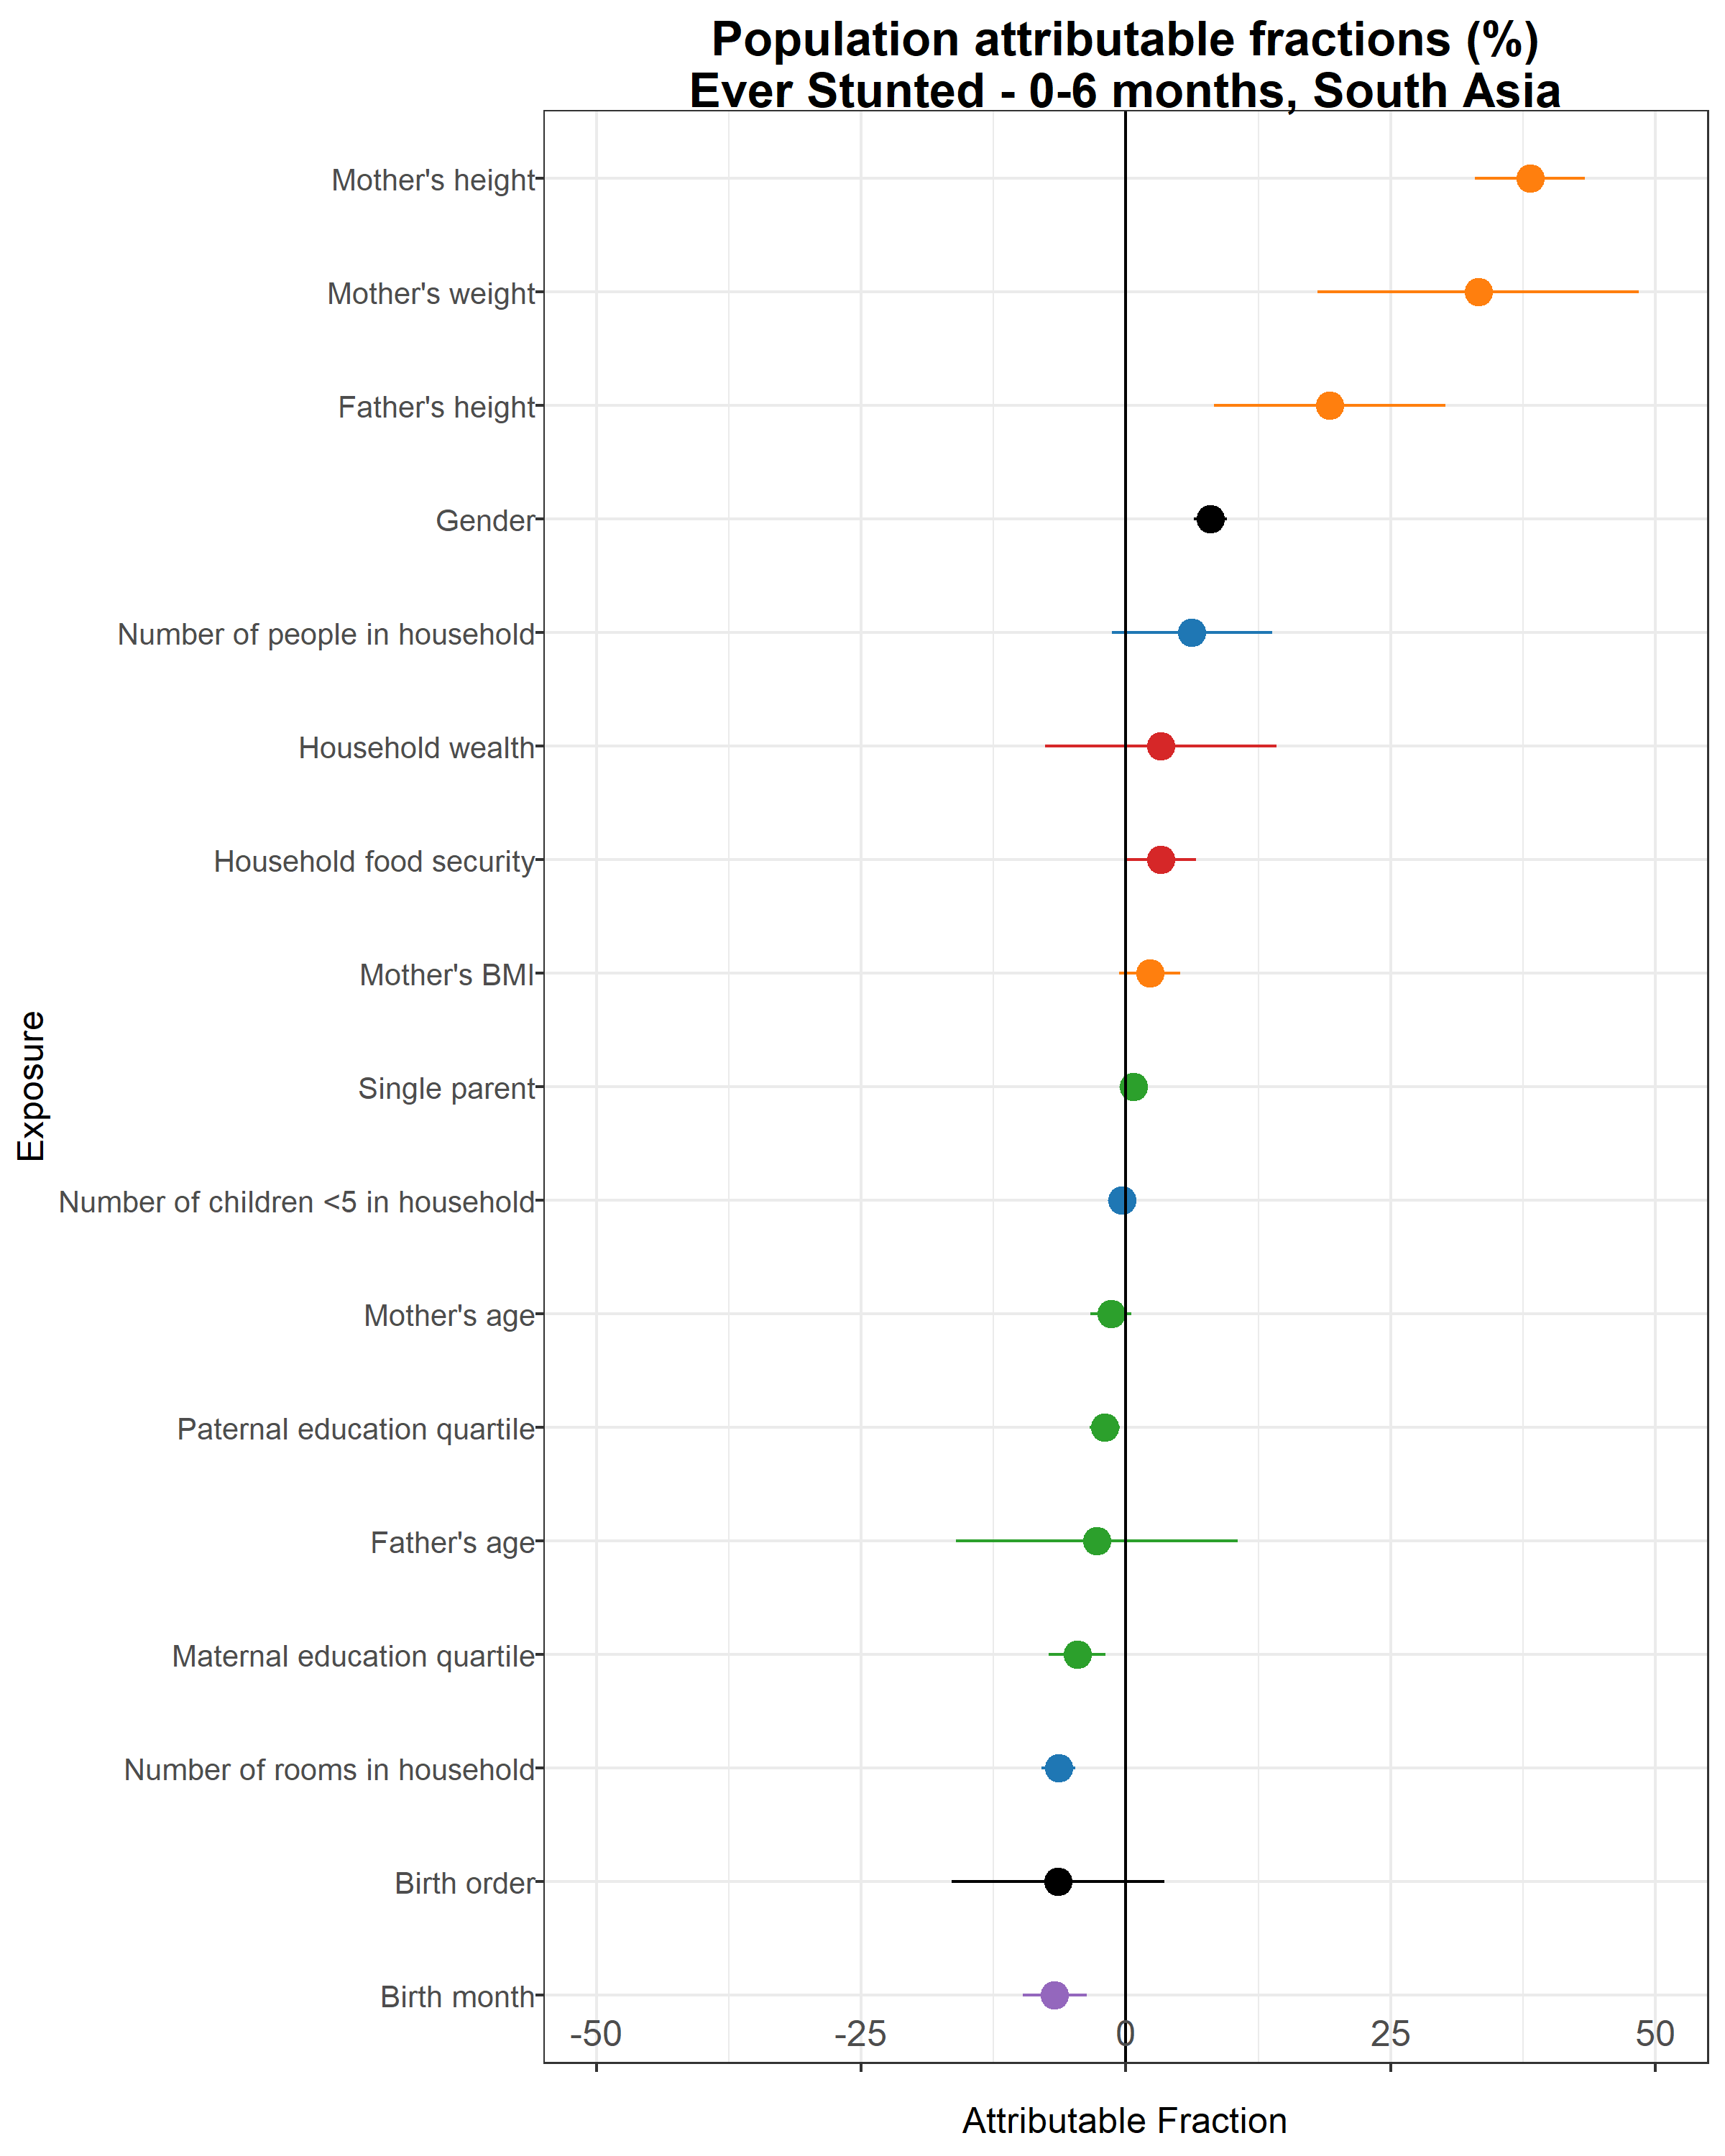 Population attributable fractions (%)
Ever Stunted - 0-6 months, South Asia
Exposure
Mother's height
Mother's weight
Father's height
Gender
Number of people in household
Household wealth
Household food security
Mother's BMI
Single parent
Number of children <5 in household
Mother's age
Paternal education quartile
Father's age
Maternal education quartile
Number of rooms in household
Birth order
Birth month
-50 -25 0 25 50
Attributable Fraction